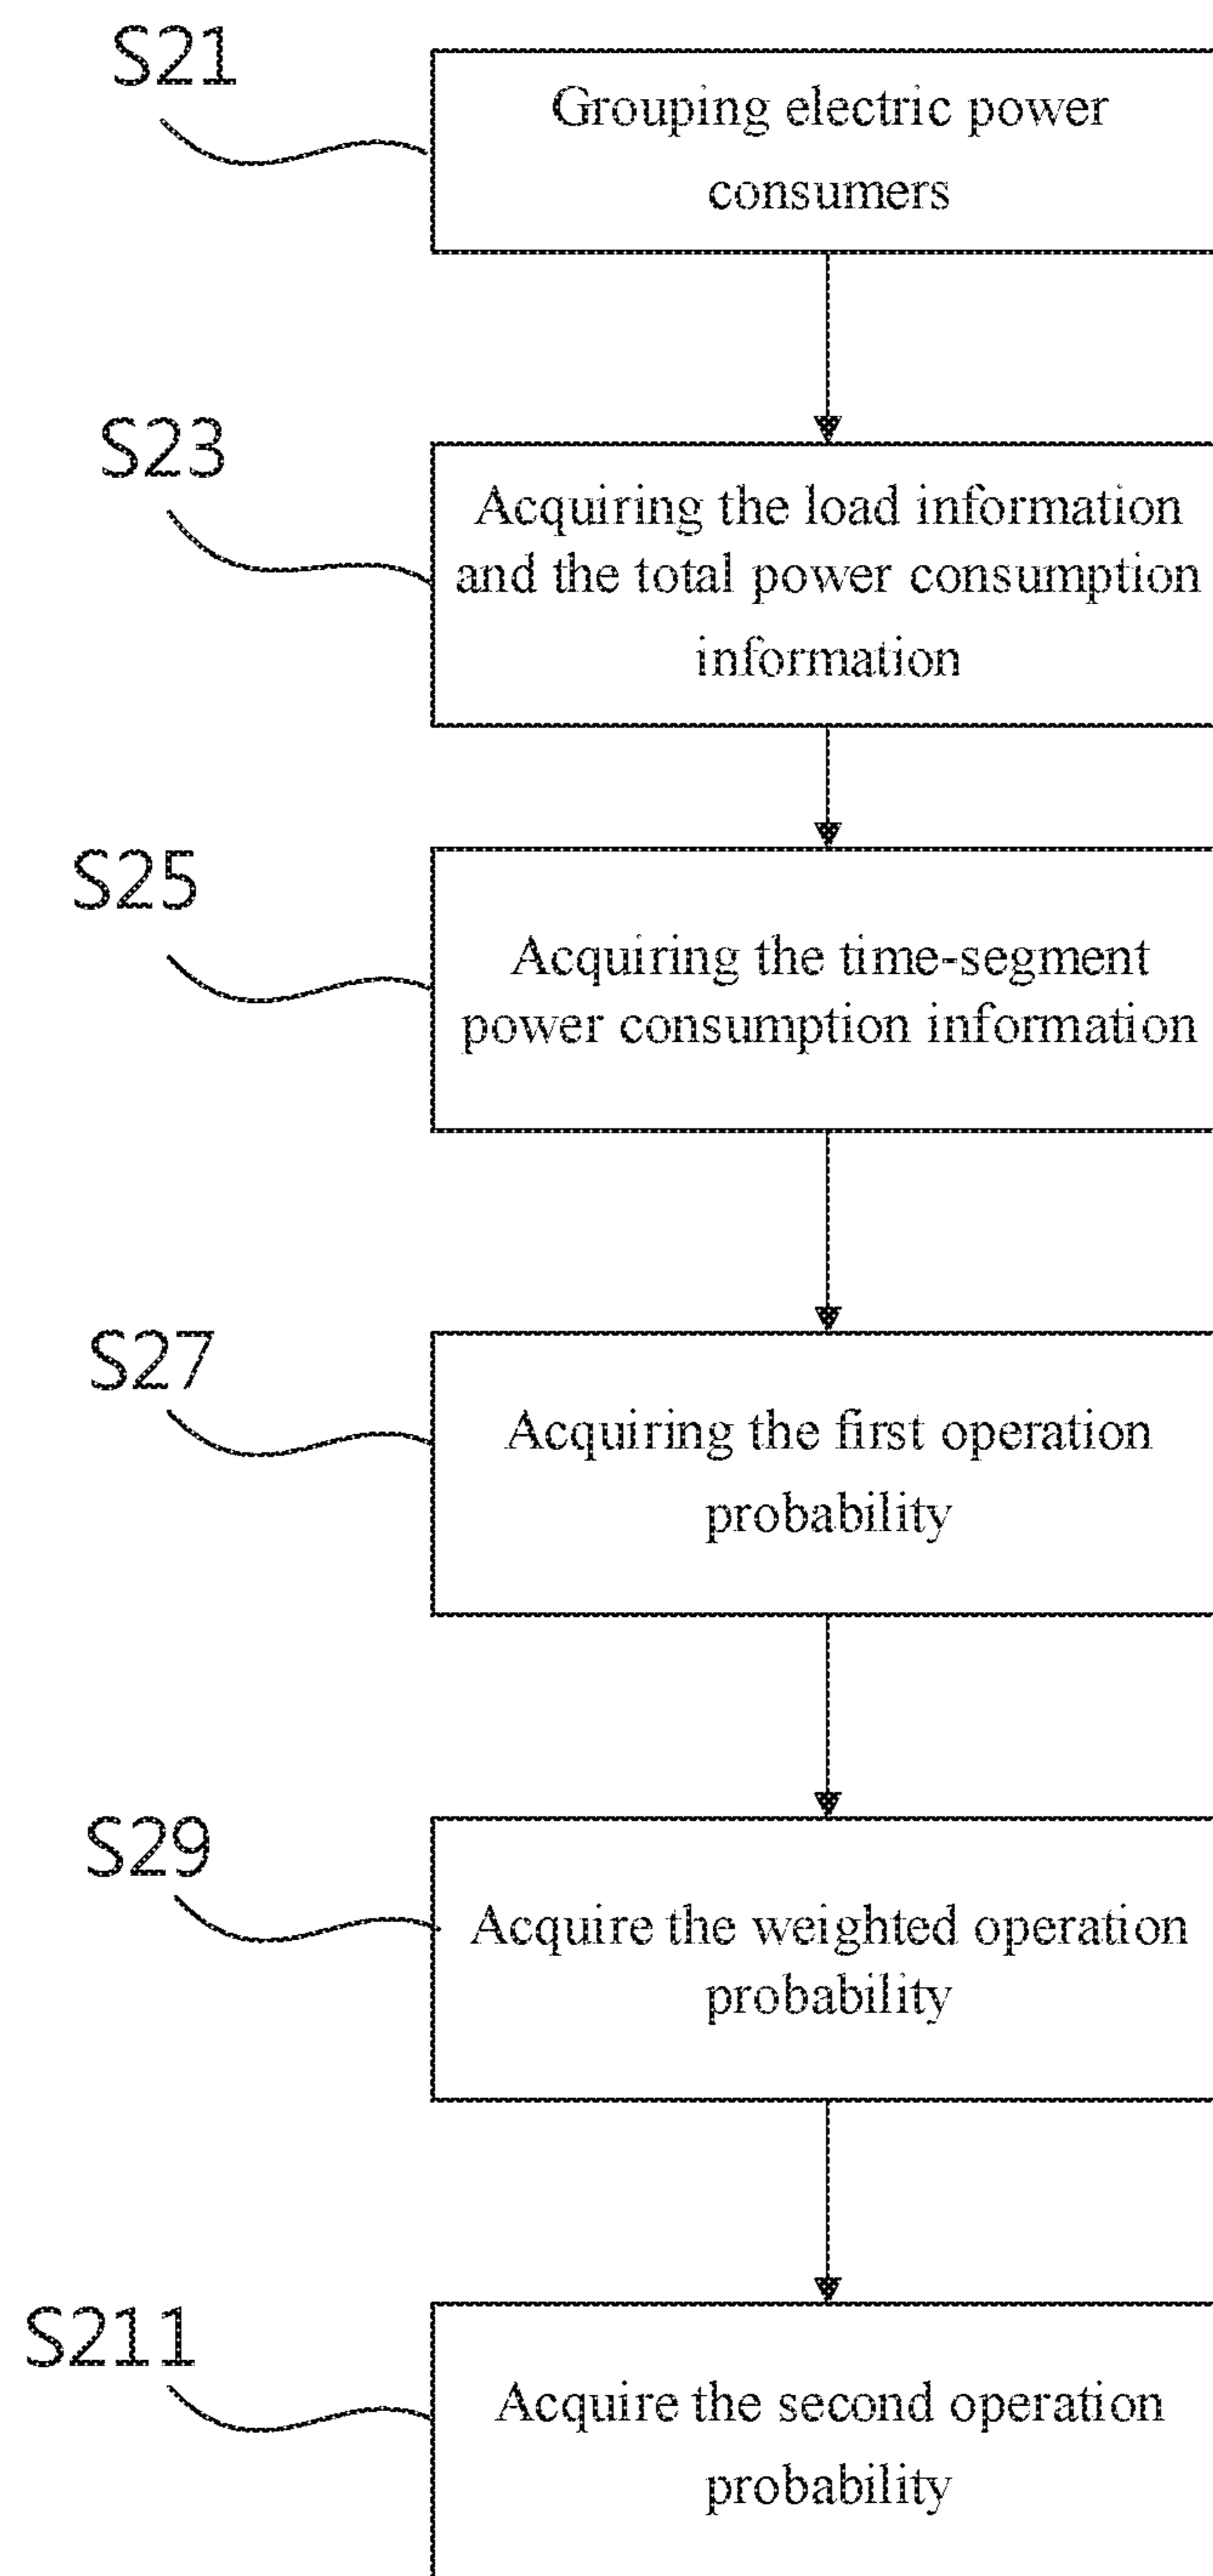 S21
Grouping electric power
consumers
S23
Acquiring the load information
and the total power consumption
information
S25
Acquiring the time-segment
power consumption information
S27
Acquiring the first operation
probability
S29
Acquire the weighted operation
probability
S211
Acquire the second operation
probability